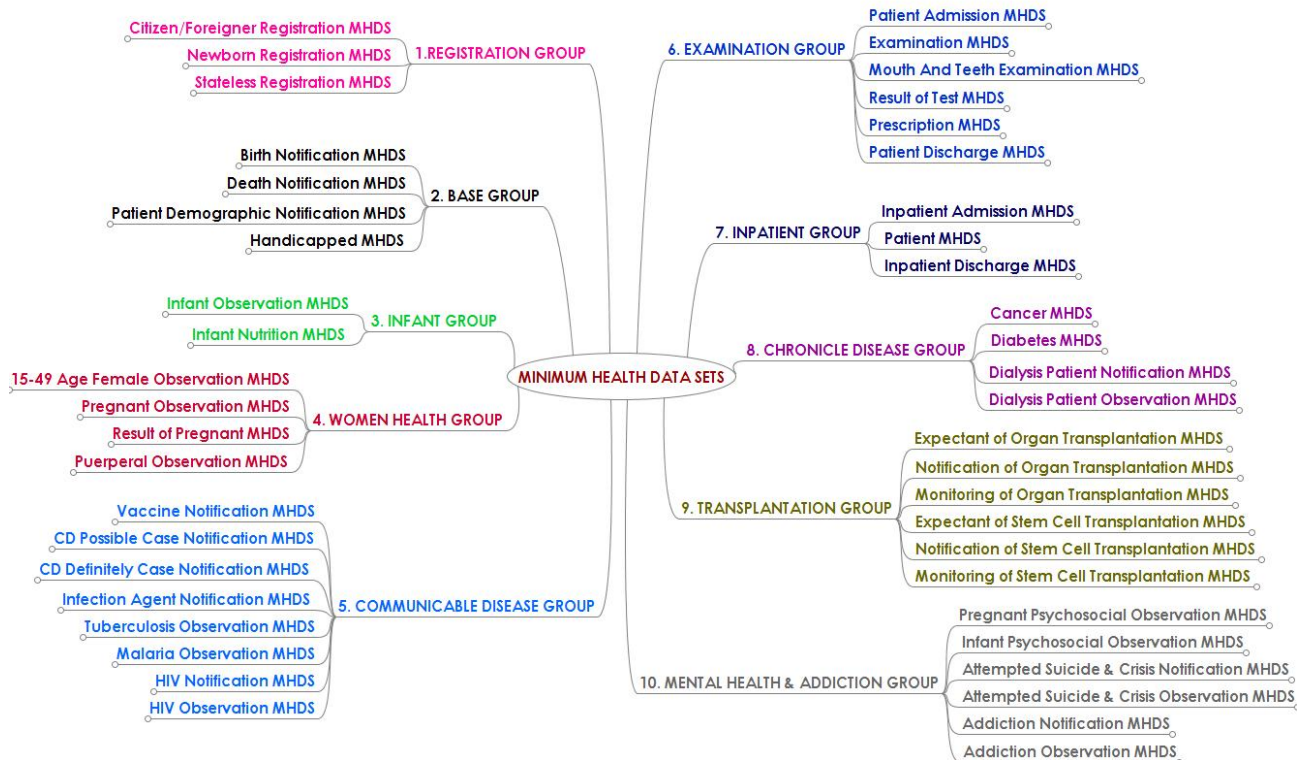 MINIMUM HEALTH DATA SETS
1.REGISTRATION GROUP
Citizen/Foreigner Registration MHDS
Newborn Registration MHDS
Stateless Registration MHDS
2. BASE GROUP
Birth Notification MHDS
Death Notification MHDS
Patient Demographic Notification MHDS
Handicapped MHDS
3. INFANT GROUP
Infant Observation MHDS
Infant Nutrition MHDS
4. WOMEN HEALTH GROUP
15-49 Age Female Observation MHDS
Pregnant Observation MHDS
Result of Pregnant MHDS
Puerperal Observation MHDS
5. COMMUNICABLE DISEASE GROUP
Vaccine Notification MHDS
CD Possible Case Notification MHDS
CD Definitely Case Notification MHDS
Infection Agent Notification MHDS
Tuberculosis Observation MHDS
Malaria Observation MHDS
HIV Notification MHDS
HIV Observation MHDS
6. EXAMINATION GROUP
Patient Admission MHDS
Examination MHDS
Mouth And Teeth Examination MHDS
Result of Test MHDS
Prescription MHDS
Patient Discharge MHDS
7. INPATIENT GROUP
Inpatient Admission MHDS
Patient MHDS
Inpatient Discharge MHDS
8. CHRONICLE DISEASE GROUP
Cancer MHDS
Diabetes MHDS
Dialysis Patient Notification MHDS
Dialysis Patient Observation MHDS
9. TRANSPLANTATION GROUP
Expectant of Organ Transplantation MHDS
Notification of Organ Transplantation MHDS
Monitoring of Organ Transplantation MHDS
Expectant of Stem Cell Transplantation MHDS
Notification of Stem Cell Transplantation MHDS
Monitoring of Stem Cell Transplantation MHDS
10. MENTAL HEALTH & ADDICTION GROUP
Pregnant Psychosocial Observation MHDS
Infant Psychosocial Observation MHDS
Attempted Suicide & Crisis Notification MHDS
Attempted Suicide & Crisis Observation MHDS
Addiction Notification MHDS
Addiction Observation MHDS